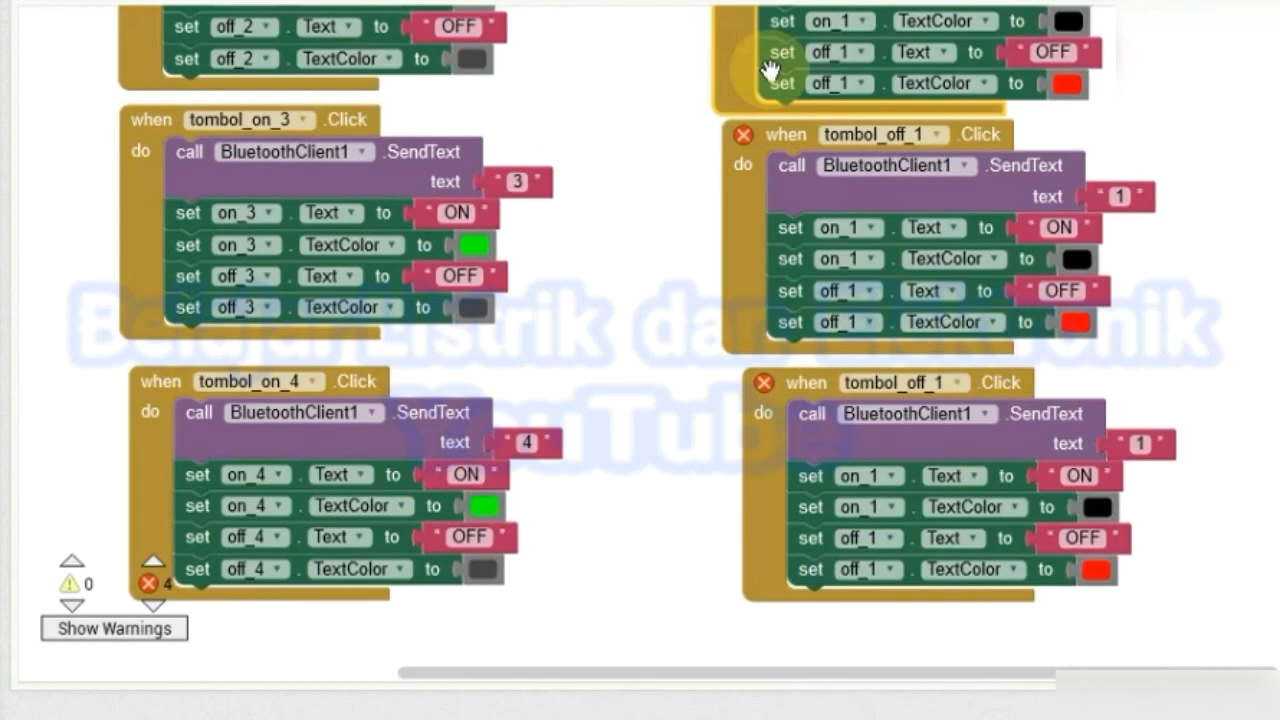 set off_2 . Text to " OFF "
set off_2 . TextColor to
when tombol_on_3 .Click
do call BluetoothClient1 .SendText
text " 3 "
set on_3 . Text to " ON "
set on_3 . TextColor to
set off_3 . Text to " OFF "
set off_3 . TextColor to
when tombol_on_4 .Click
do call BluetoothClient1 .SendText
text " 4 "
set on_4 . Text to " ON "
set on_4 . TextColor to
set off_4 . Text to " OFF "
set off_4 . TextColor to
set on_1 . TextColor to
set off_1 . Text to " OFF "
set off_1 . TextColor to
when tombol_off_1 .Click
do call BluetoothClient1 .SendText
text " 1 "
set on_1 . Text to " ON "
set on_1 . TextColor to
set off_1 . Text to " OFF "
set off_1 . TextColor to
when tombol_off_1 .Click
do call BluetoothClient1 .SendText
text " 1 "
set on_1 . Text to " ON "
set on_1 . TextColor to
set off_1 . Text to " OFF "
set off_1 . TextColor to
0 4
Show Warnings
Belajar Listrik dan Elektronik
YouTube